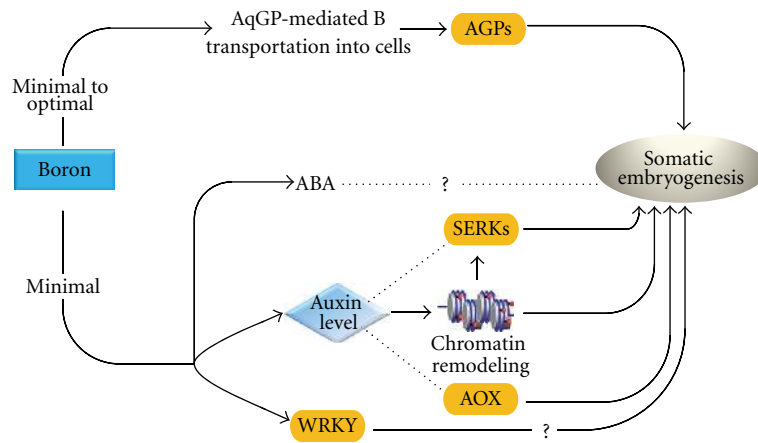 AqGP-mediated B
transportation into cells
AGPs
Minimal to
optimal
Boron
Somatic
embryogenesis
ABA
?
SERKs
Minimal
Auxin
level
Chromatin
remodeling
AOX
WRKY
?